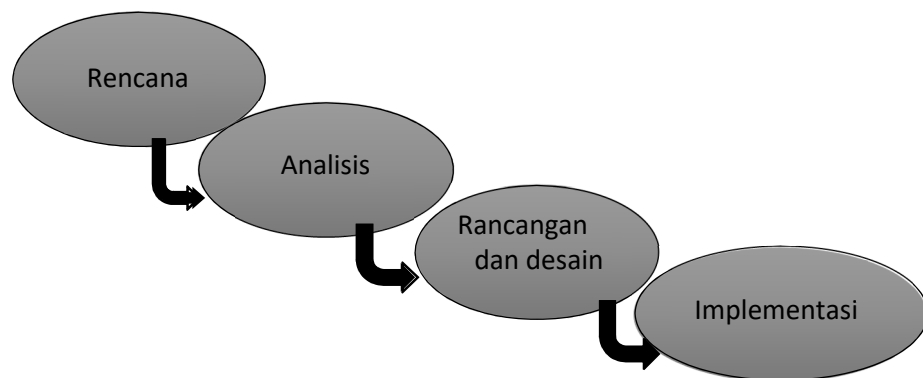 Rencana
Analisis
Rancangan
dan desain
Implementasi